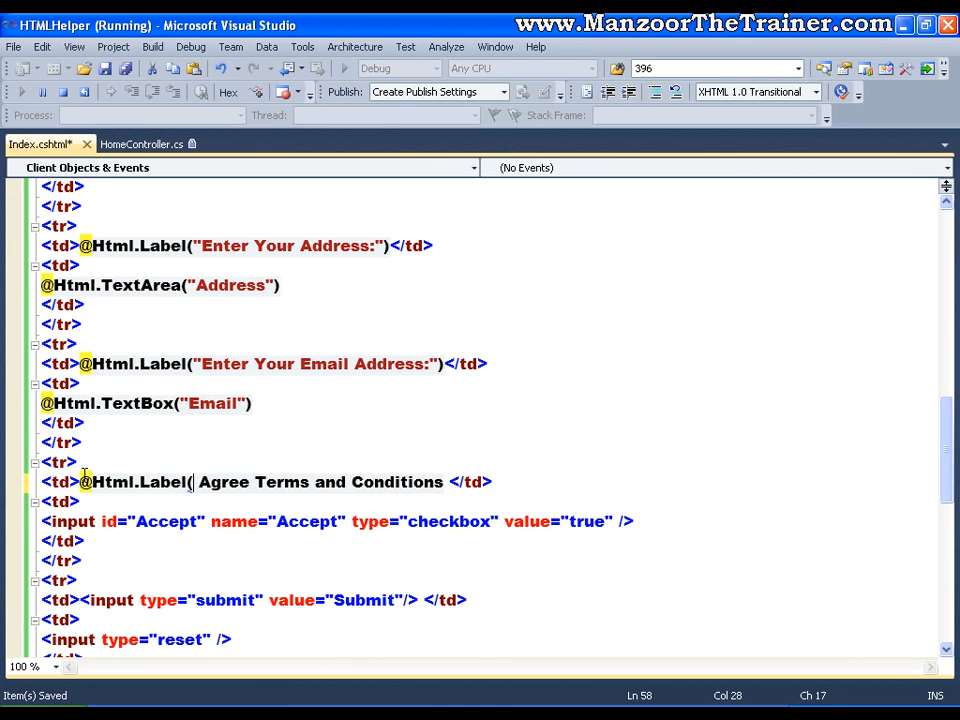 HTMLHelper (Running) - Microsoft Visual Studio
www.ManzoorTheTrainer.com
File Edit View Project Build Debug Team Data Tools Architecture Test Analyze Window Help
Debug Any CPU 396
Hex Publish: Create Publish Settings XHTML 1.0 Transitional
Process: Thread: Stack Frame:
Index.cshtml* HomeController.cs
Client Objects & Events (No Events)
</td>
</tr>
<tr>
<td>@Html.Label("Enter Your Address:")</td>
<td>
@Html.TextArea("Address")
</td>
</tr>
<tr>
<td>@Html.Label("Enter Your Email Address:")</td>
<td>
@Html.TextBox("Email")
</td>
</tr>
<tr>
<td>@Html.Label( Agree Terms and Conditions </td>
<td>
<input id="Accept" name="Accept" type="checkbox" value="true" />
</td>
</tr>
<tr>
<td><input type="submit" value="Submit"/> </td>
<td>
<input type="reset" />
</td>
100 %
Item(s) Saved Ln 58 Col 28 Ch 17 INS